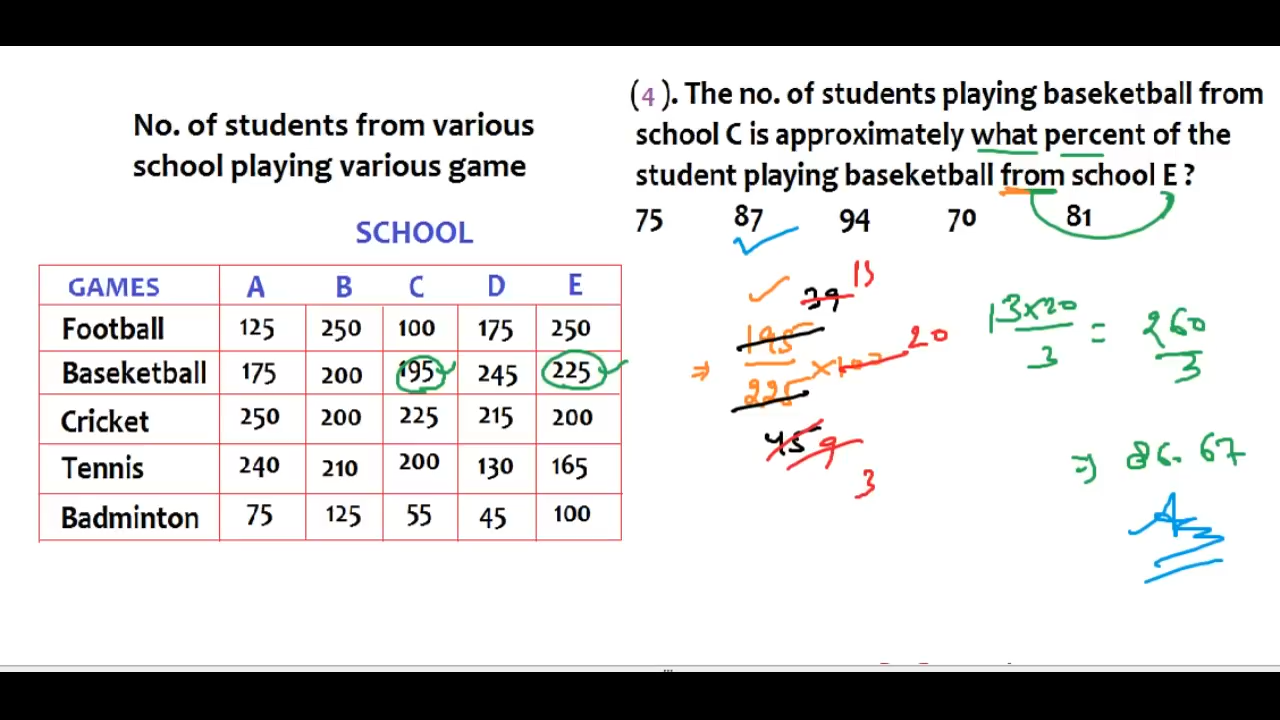 No. of students from various
school playing various game
SCHOOL
GAMES A B C D E
Football 125 250 100 175 250
Baseketball 175 200 195 245 225
Cricket 250 200 225 215 200
Tennis 240 210 200 130 165
Badminton 75 125 55 45 100
(4). The no. of students playing baseketball from
school C is approximately what percent of the
student playing baseketball from school E ?
75 87 94 70 81
39 13
195
⇒ 225 × 100 20
45 9
3
13×20
3
= 260
3
⇒ 86.67
Ans